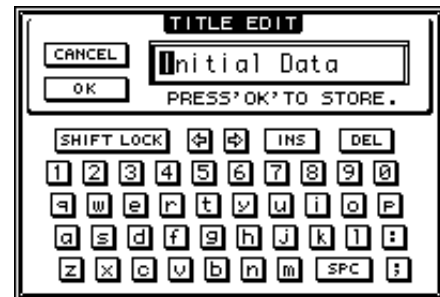 TITLE EDIT
CANCEL
Initial Data
OK
PRESS'OK'TO STORE.
SHIFT LOCK INS DEL
1 2 3 4 5 6 7 8 9 0
q w e r t y u i o p
a s d f g h j k l :
z x c v b n m SPC ;